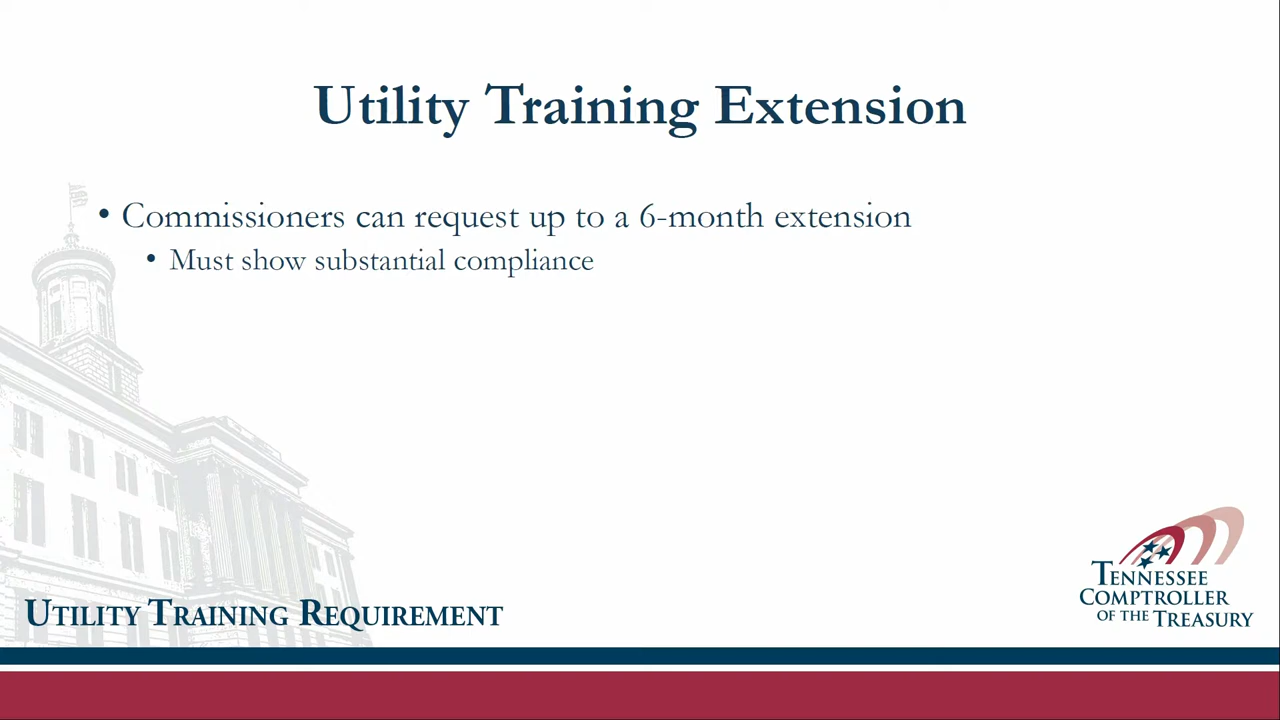 Utility Training Extension
• Commissioners can request up to a 6-month extension
• Must show substantial compliance
UTILITY TRAINING REQUIREMENT
TENNESSEE
COMPTROLLER
OF THE TREASURY